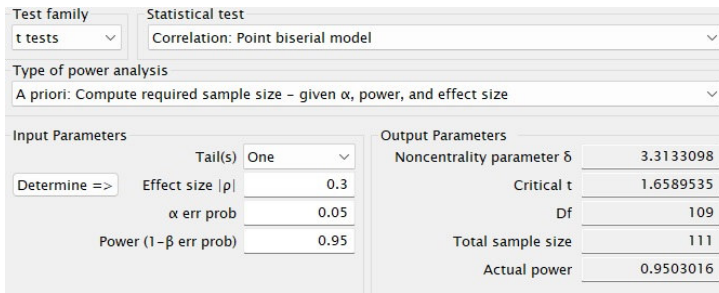 Test family Statistical test
t tests Correlation: Point biserial model
Type of power analysis
A priori: Compute required sample size – given α, power, and effect size
Input Parameters
Tail(s) One
Determine => Effect size |ρ| 0.3
α err prob 0.05
Power (1-β err prob) 0.95
Output Parameters
Noncentrality parameter δ 3.3133098
Critical t 1.6589535
Df 109
Total sample size 111
Actual power 0.9503016